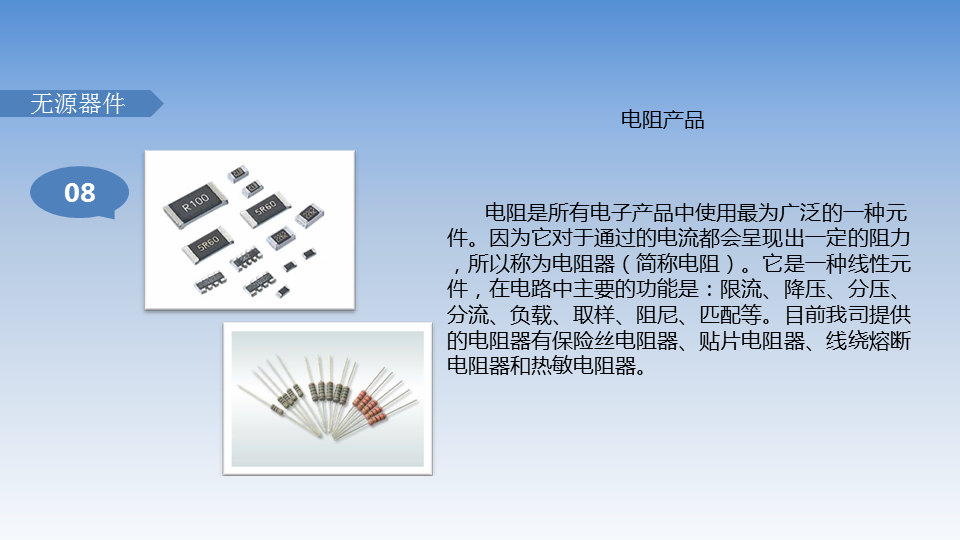 无源器件
08
电阻产品
R100
5R60
5R60
电阻是所有电子产品中使用最为广泛的一种元
件。因为它对于通过的电流都会呈现出一定的阻力
，所以称为电阻器（简称电阻）。它是一种线性元
件，在电路中主要的功能是：限流、降压、分压、
分流、负载、取样、阻尼、匹配等。目前我司提供
的电阻器有保险丝电阻器、贴片电阻器、线绕熔断
电阻器和热敏电阻器。